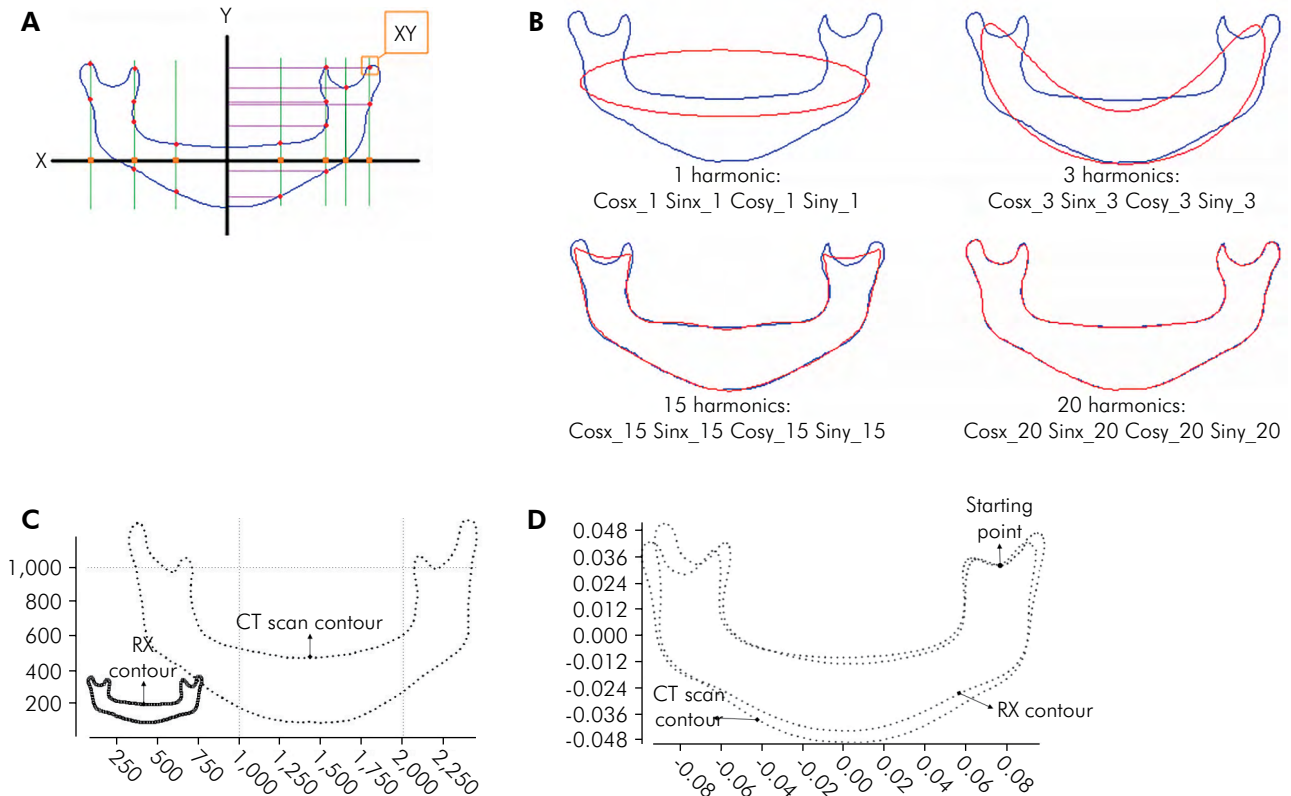 A
Y
XY
X
B
1 harmonic:
Cosx_1 Sinx_1 Cosy_1 Siny_1
3 harmonics:
Cosx_3 Sinx_3 Cosy_3 Siny_3
15 harmonics:
Cosx_15 Sinx_15 Cosy_15 Siny_15
20 harmonics:
Cosx_20 Sinx_20 Cosy_20 Siny_20
C
1,000
800
600
400
200
CT scan contour
RX
contour
250
500
750
1,000
1,250
1,500
1,750
2,000
2,250
D
Starting
point
0.048
0.036
0.024
0.012
0.000
-0.012
-0.024
-0.036
-0.048
CT scan
contour
RX contour
-0.08
-0.06
-0.04
-0.02
0.00
0.02
0.04
0.06
0.08